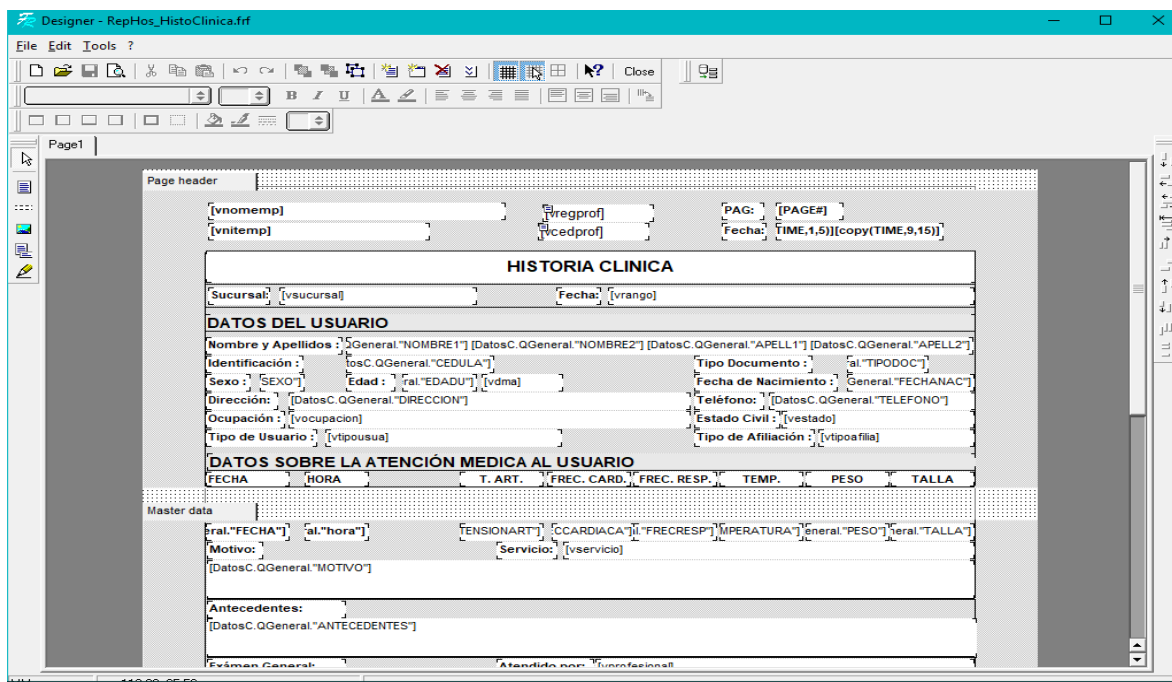 Designer - RepHos_HistoClinica.frf
File Edit Tools ?
B I U Close
Page1
Page header
[vnomemp] [vregprof] PAG: [PAGE#]
[vnitemp] [vcedprof] Fecha: TIME,1,5)][copy(TIME,9,15)]
HISTORIA CLINICA
Sucursal: [vsucursal] Fecha: [vrango]
DATOS DEL USUARIO
Nombre y Apellidos : QGeneral."NOMBRE1"] [DatosC.QGeneral."NOMBRE2"] [DatosC.QGeneral."APELL1"] [DatosC.QGeneral."APELL2"]
Identificación : tosC.QGeneral."CEDULA"] Tipo Documento : al."TIPODOC"]
Sexo : SEXO"] Edad : ral."EDADU"] [vdma] Fecha de Nacimiento : General."FECHANAC"]
Dirección: [DatosC.QGeneral."DIRECCION"] Teléfono: [DatosC.QGeneral."TELEFONO"]
Ocupación : [vocupacion] Estado Civil : [vestado]
Tipo de Usuario : [vtipousua] Tipo de Afiliación : [vtipoafilia]
DATOS SOBRE LA ATENCIÓN MEDICA AL USUARIO
FECHA HORA T. ART. FREC. CARD. FREC. RESP. TEMP. PESO TALLA
Master data
eral."FECHA"] al."hora"] TENSIONART"] CCARDIACA"] "FRECRESP"] MPERATURA"] eneral."PESO"] neral."TALLA"]
Motivo: Servicio: [vservicio]
[DatosC.QGeneral."MOTIVO"]
Antecedentes:
[DatosC.QGeneral."ANTECEDENTES"]
Exámen General: Atendido por: [vprofesional]